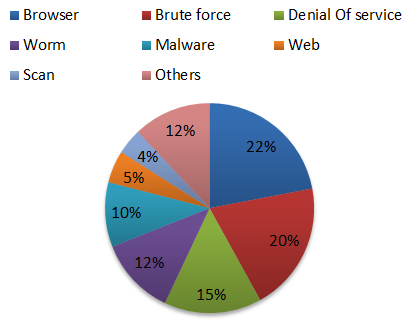 Browser Brute force Denial Of service
Worm Malware Web
Scan Others
12% 22%
4%
5%
10% 20%
12%
15%